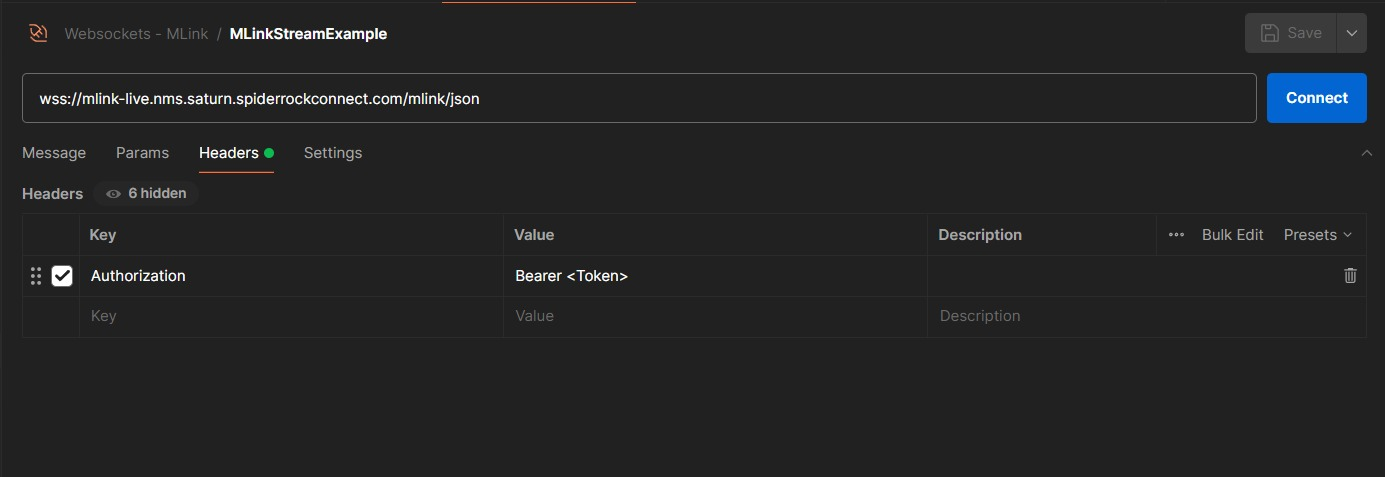 Websockets - MLink / MLinkStreamExample
Save
wss://mlink-live.nms.saturn.spiderrockconnect.com/mlink/json
Connect
Message Params Headers Settings
Headers 6 hidden
Key Value Description ••• Bulk Edit Presets
Authorization Bearer <Token>
Key Value Description